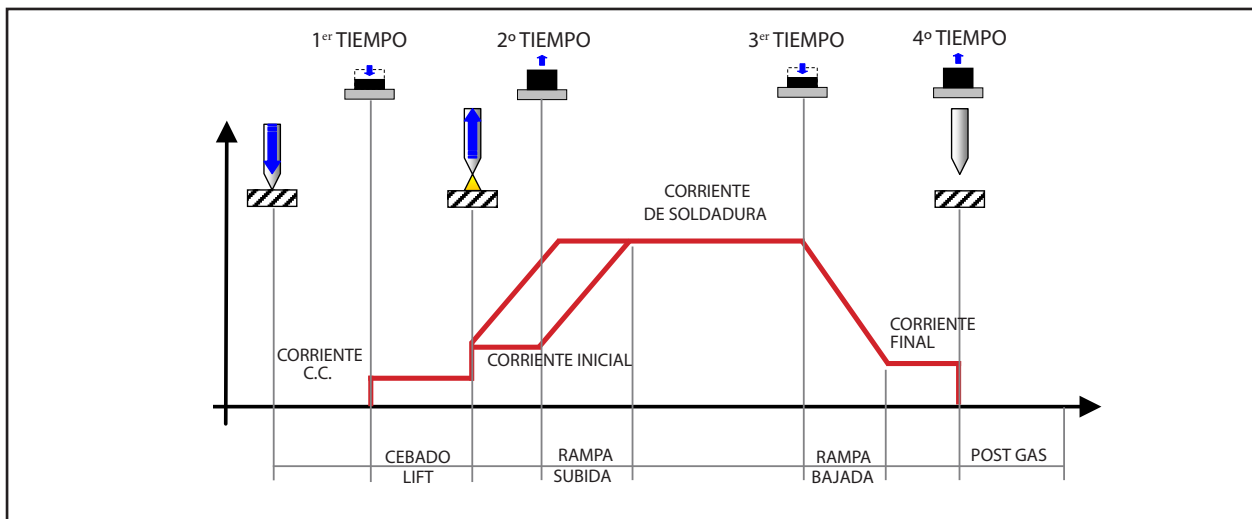 1er TIEMPO
2º TIEMPO
3er TIEMPO
4º TIEMPO
CORRIENTE
DE SOLDADURA
CORRIENTE
C.C.
CORRIENTE INICIAL
CORRIENTE
FINAL
CEBADO
LIFT
RAMPA
SUBIDA
RAMPA
BAJADA
POST GAS